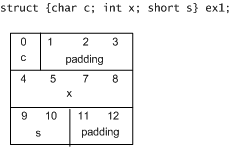 struct {char c; int x; short s} ex1;
0 1 2 3
c padding
4 5 7 8
x
9 10 11 12
s padding